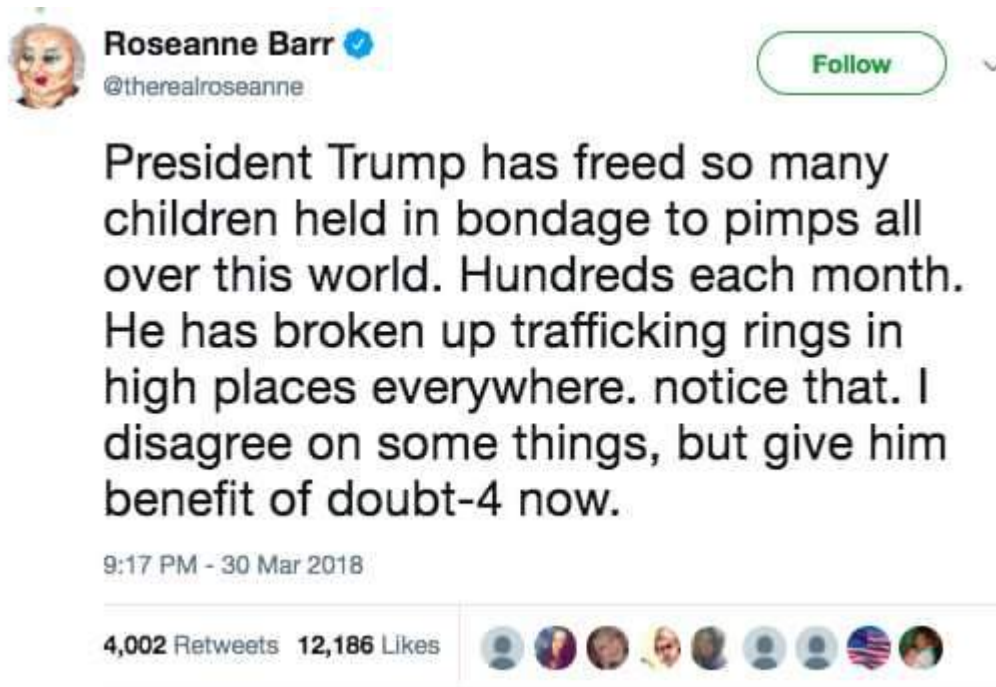 Roseanne Barr
@therealroseanne
Follow
President Trump has freed so many
children held in bondage to pimps all
over this world. Hundreds each month.
He has broken up trafficking rings in
high places everywhere. notice that. I
disagree on some things, but give him
benefit of doubt-4 now.
9:17 PM - 30 Mar 2018
4,002 Retweets 12,186 Likes